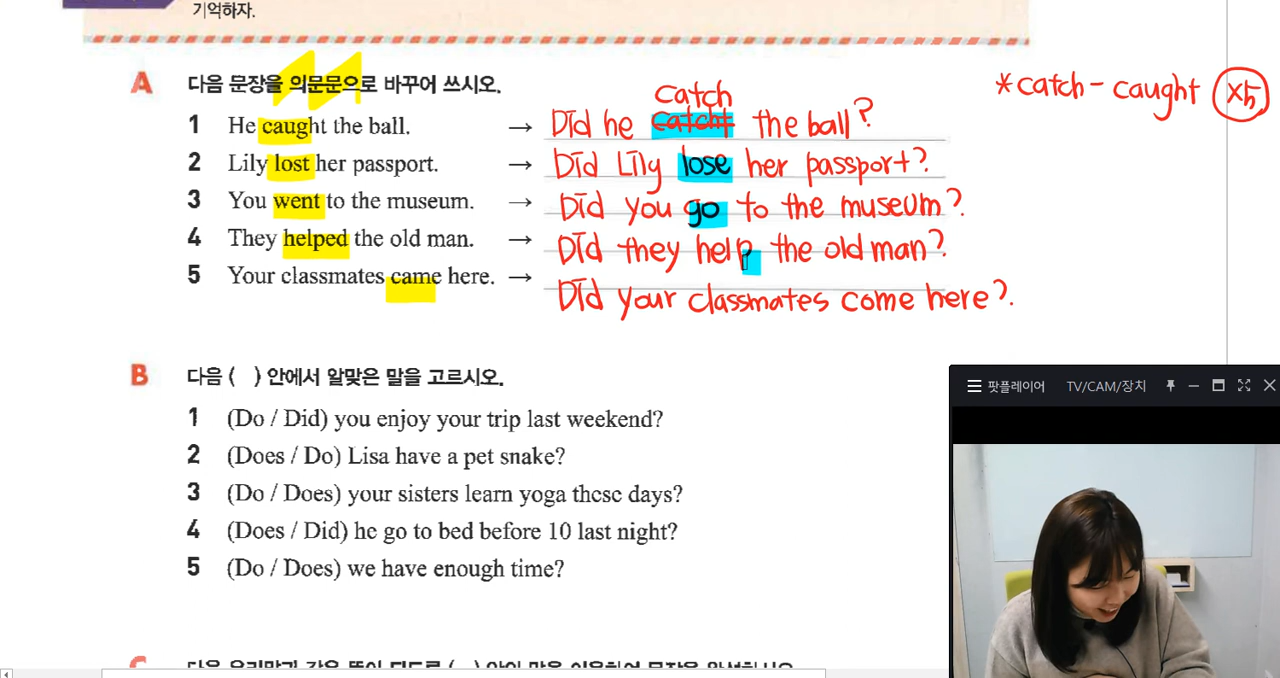 기억하자.
A 다음 문장을 의문문으로 바꾸어 쓰시오.
*catch - caught ×5
catch
1 He caught the ball. → Did he catcht the ball?
2 Lily lost her passport. → Did Lily lose her passport?
3 You went to the museum. → Did you go to the museum?
4 They helped the old man. → Did they help the old man?
5 Your classmates came here. → Did your classmates come here?
B 다음 ( ) 안에서 알맞은 말을 고르시오.
1 (Do / Did) you enjoy your trip last weekend?
2 (Does / Do) Lisa have a pet snake?
3 (Do / Does) your sisters learn yoga these days?
4 (Does / Did) he go to bed before 10 last night?
5 (Do / Does) we have enough time?
팟플레이어 TV/CAM/장치